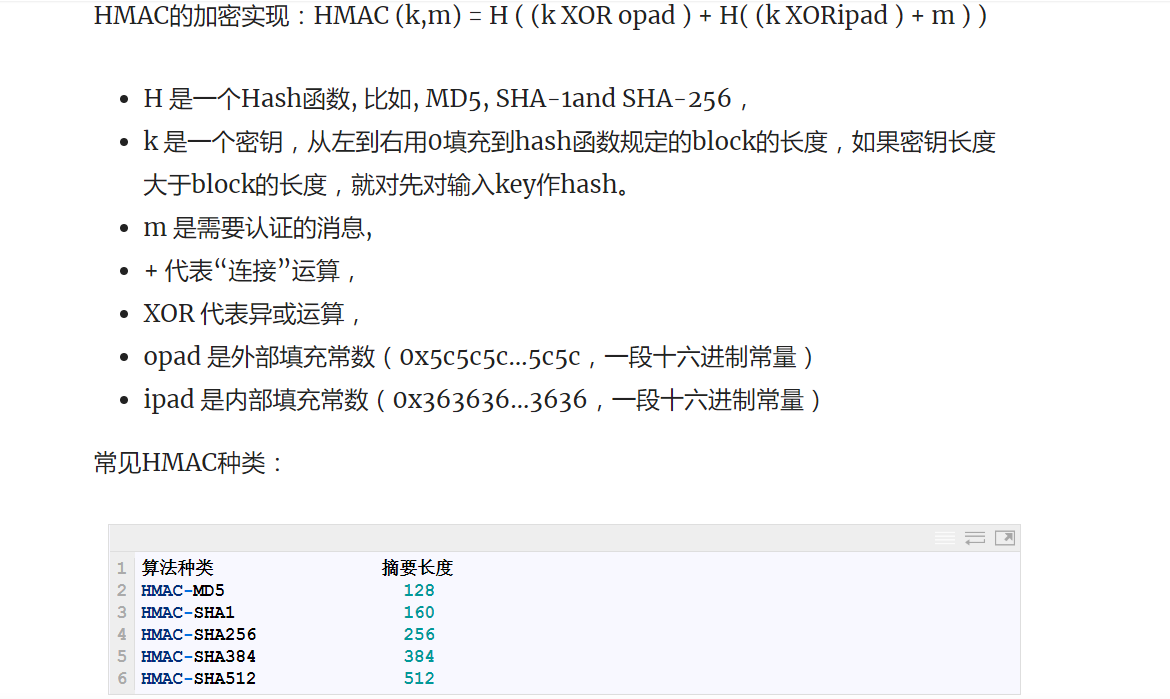 HMAC的加密实现：HMAC (k,m) = H ( (k XOR opad ) + H( (k XORipad ) + m ) )
• H 是一个Hash函数, 比如, MD5, SHA-1and SHA-256，
• k 是一个密钥，从左到右用0填充到hash函数规定的block的长度，如果密钥长度
大于block的长度，就对先对输入key作hash。
• m 是需要认证的消息,
• + 代表“连接”运算，
• XOR 代表异或运算，
• opad 是外部填充常数（0x5c5c5c...5c5c，一段十六进制常量）
• ipad 是内部填充常数（0x363636...3636，一段十六进制常量）
常见HMAC种类：
1 算法种类 摘要长度
2 HMAC-MD5 128
3 HMAC-SHA1 160
4 HMAC-SHA256 256
5 HMAC-SHA384 384
6 HMAC-SHA512 512